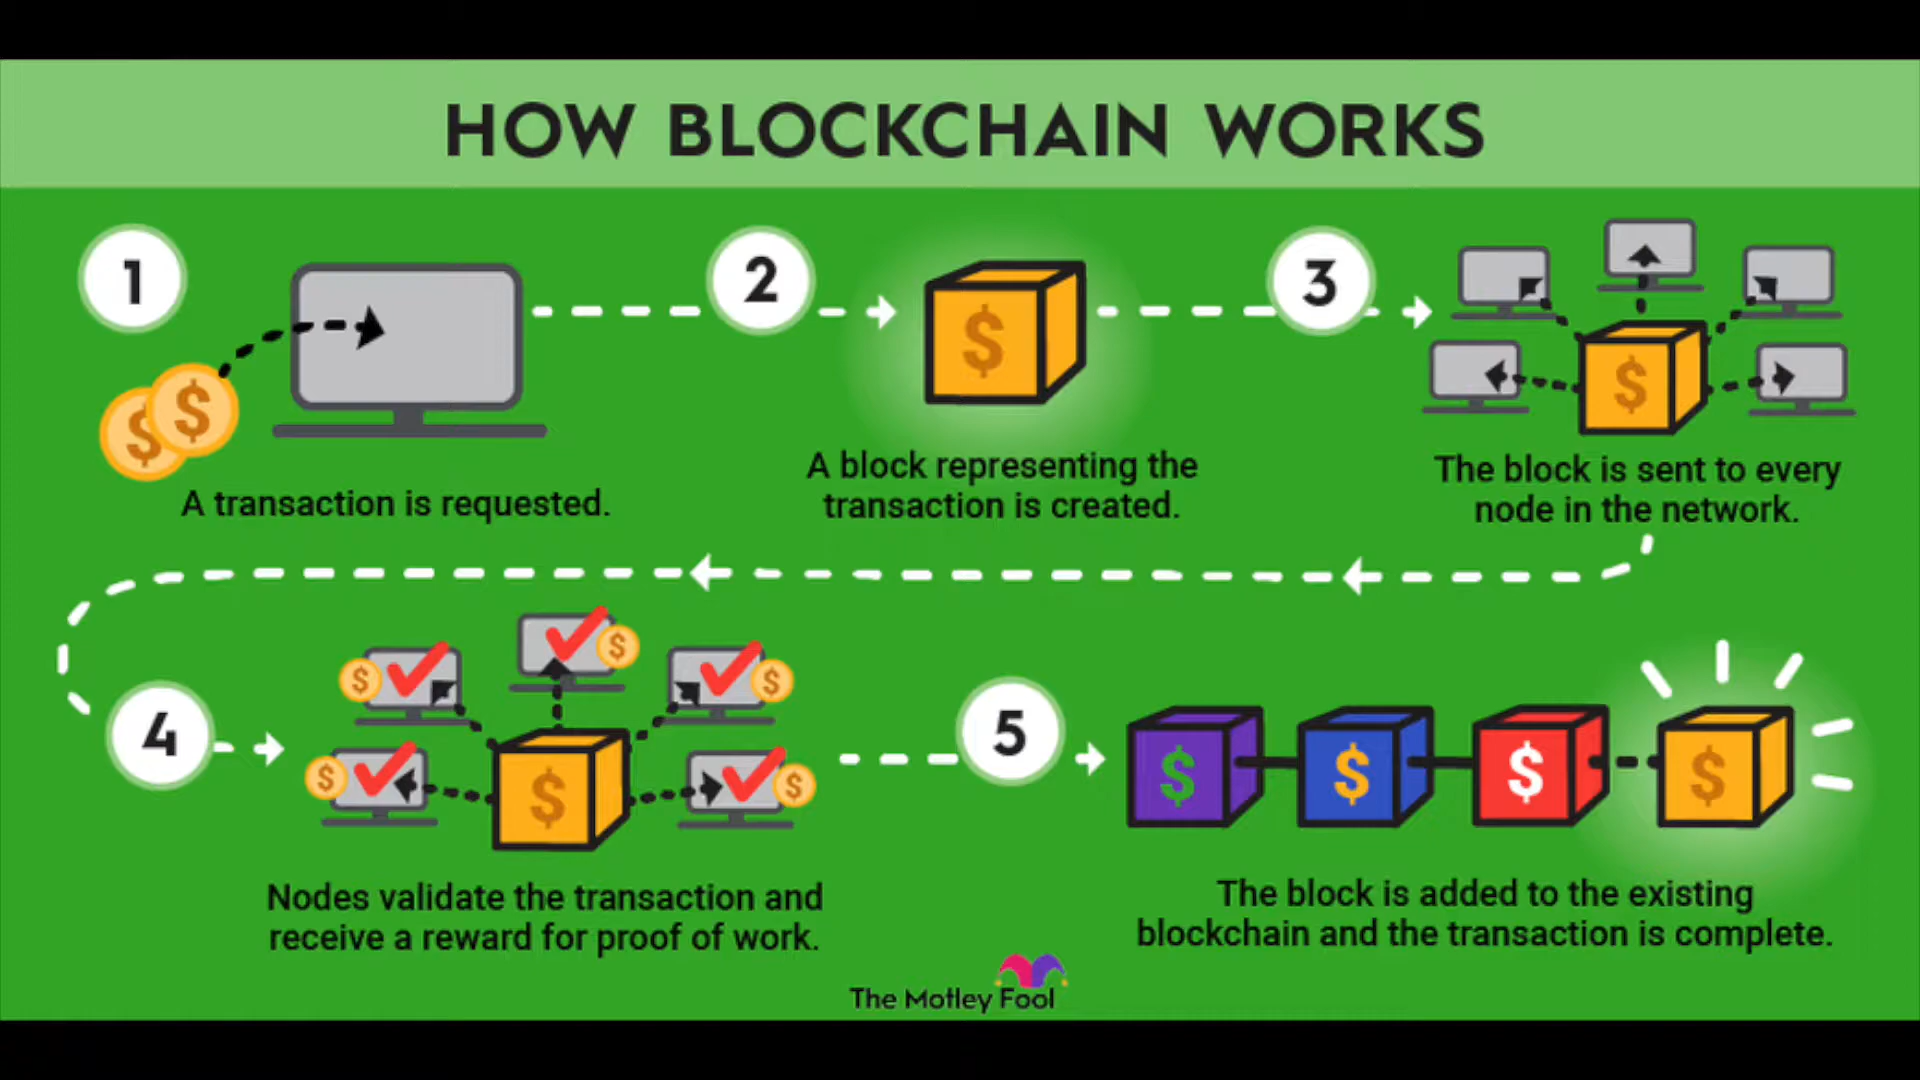 HOW BLOCKCHAIN WORKS
1
$
$
A transaction is requested.
2
$
A block representing the
transaction is created.
3
$
The block is sent to every
node in the network.
4
$
$
$
$
$
$
Nodes validate the transaction and
receive a reward for proof of work.
5
$
$
$
$
The block is added to the existing
blockchain and the transaction is complete.
The Motley Fool